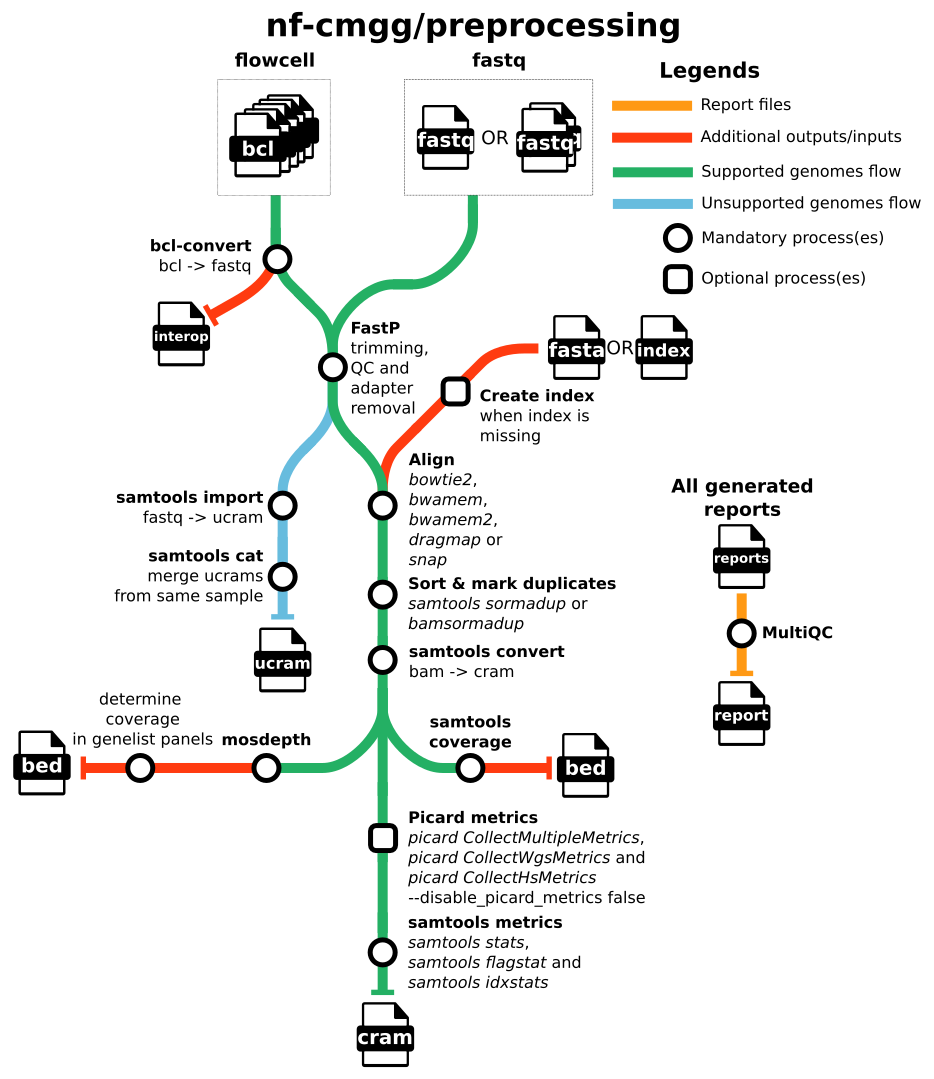 nf-cmgg/preprocessing
flowcell
fastq
bcl
fastq
OR
fastq
Legends
Report files
Additional outputs/inputs
Supported genomes flow
Unsupported genomes flow
Mandatory process(es)
Optional process(es)
bcl-convert
bcl -> fastq
interop
FastP
trimming,
QC and
adapter
removal
fasta
OR
index
Create index
when index is
missing
Align
bowtie2,
bwamem,
bwamem2,
dragmap or
snap
samtools import
fastq -> ucram
samtools cat
merge ucrams
from same sample
ucram
Sort & mark duplicates
samtools sormadup or
bamsormadup
samtools convert
bam -> cram
All generated
reports
reports
MultiQC
report
determine
coverage
in genelist panels
mosdepth
bed
samtools
coverage
bed
Picard metrics
picard CollectMultipleMetrics,
picard CollectWgsMetrics and
picard CollectHsMetrics
--disable_picard_metrics false
samtools metrics
samtools stats,
samtools flagstat and
samtools idxstats
cram